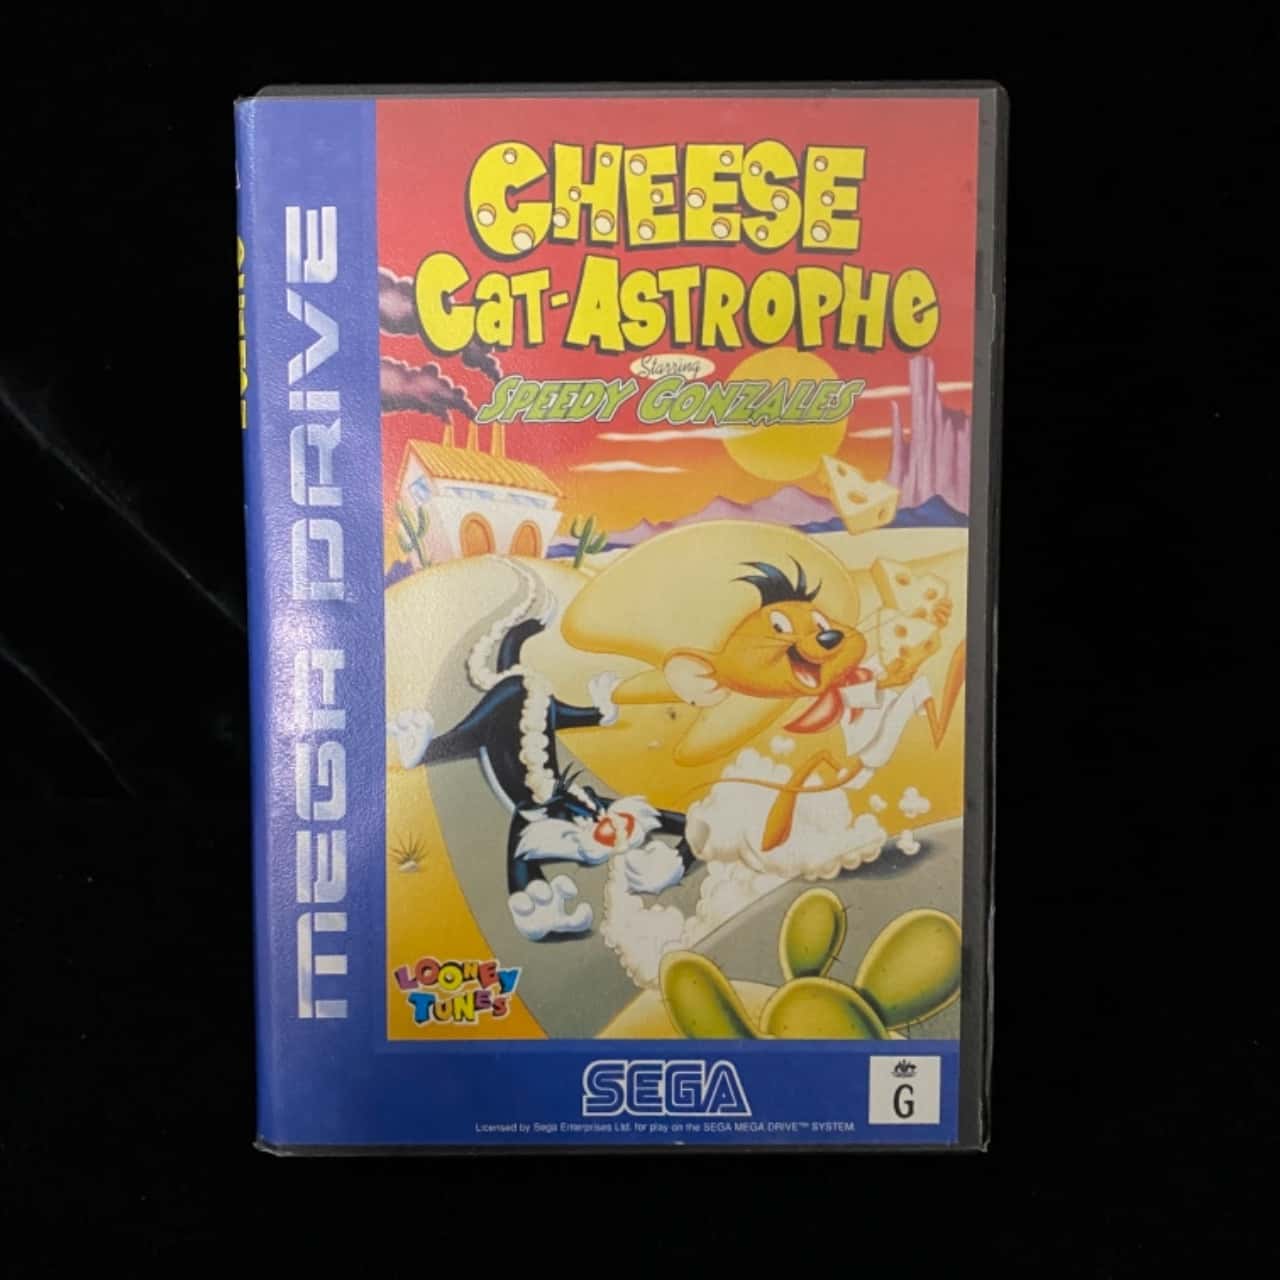 CHEESE
Cat-Astrophe
Starring
SPEEDY GONZALES
MEGA DRIVE
LOONEY
TUNES
SEGA
G
Licensed by Sega Enterprises Ltd. for play on the SEGA MEGA DRIVE™ SYSTEM.